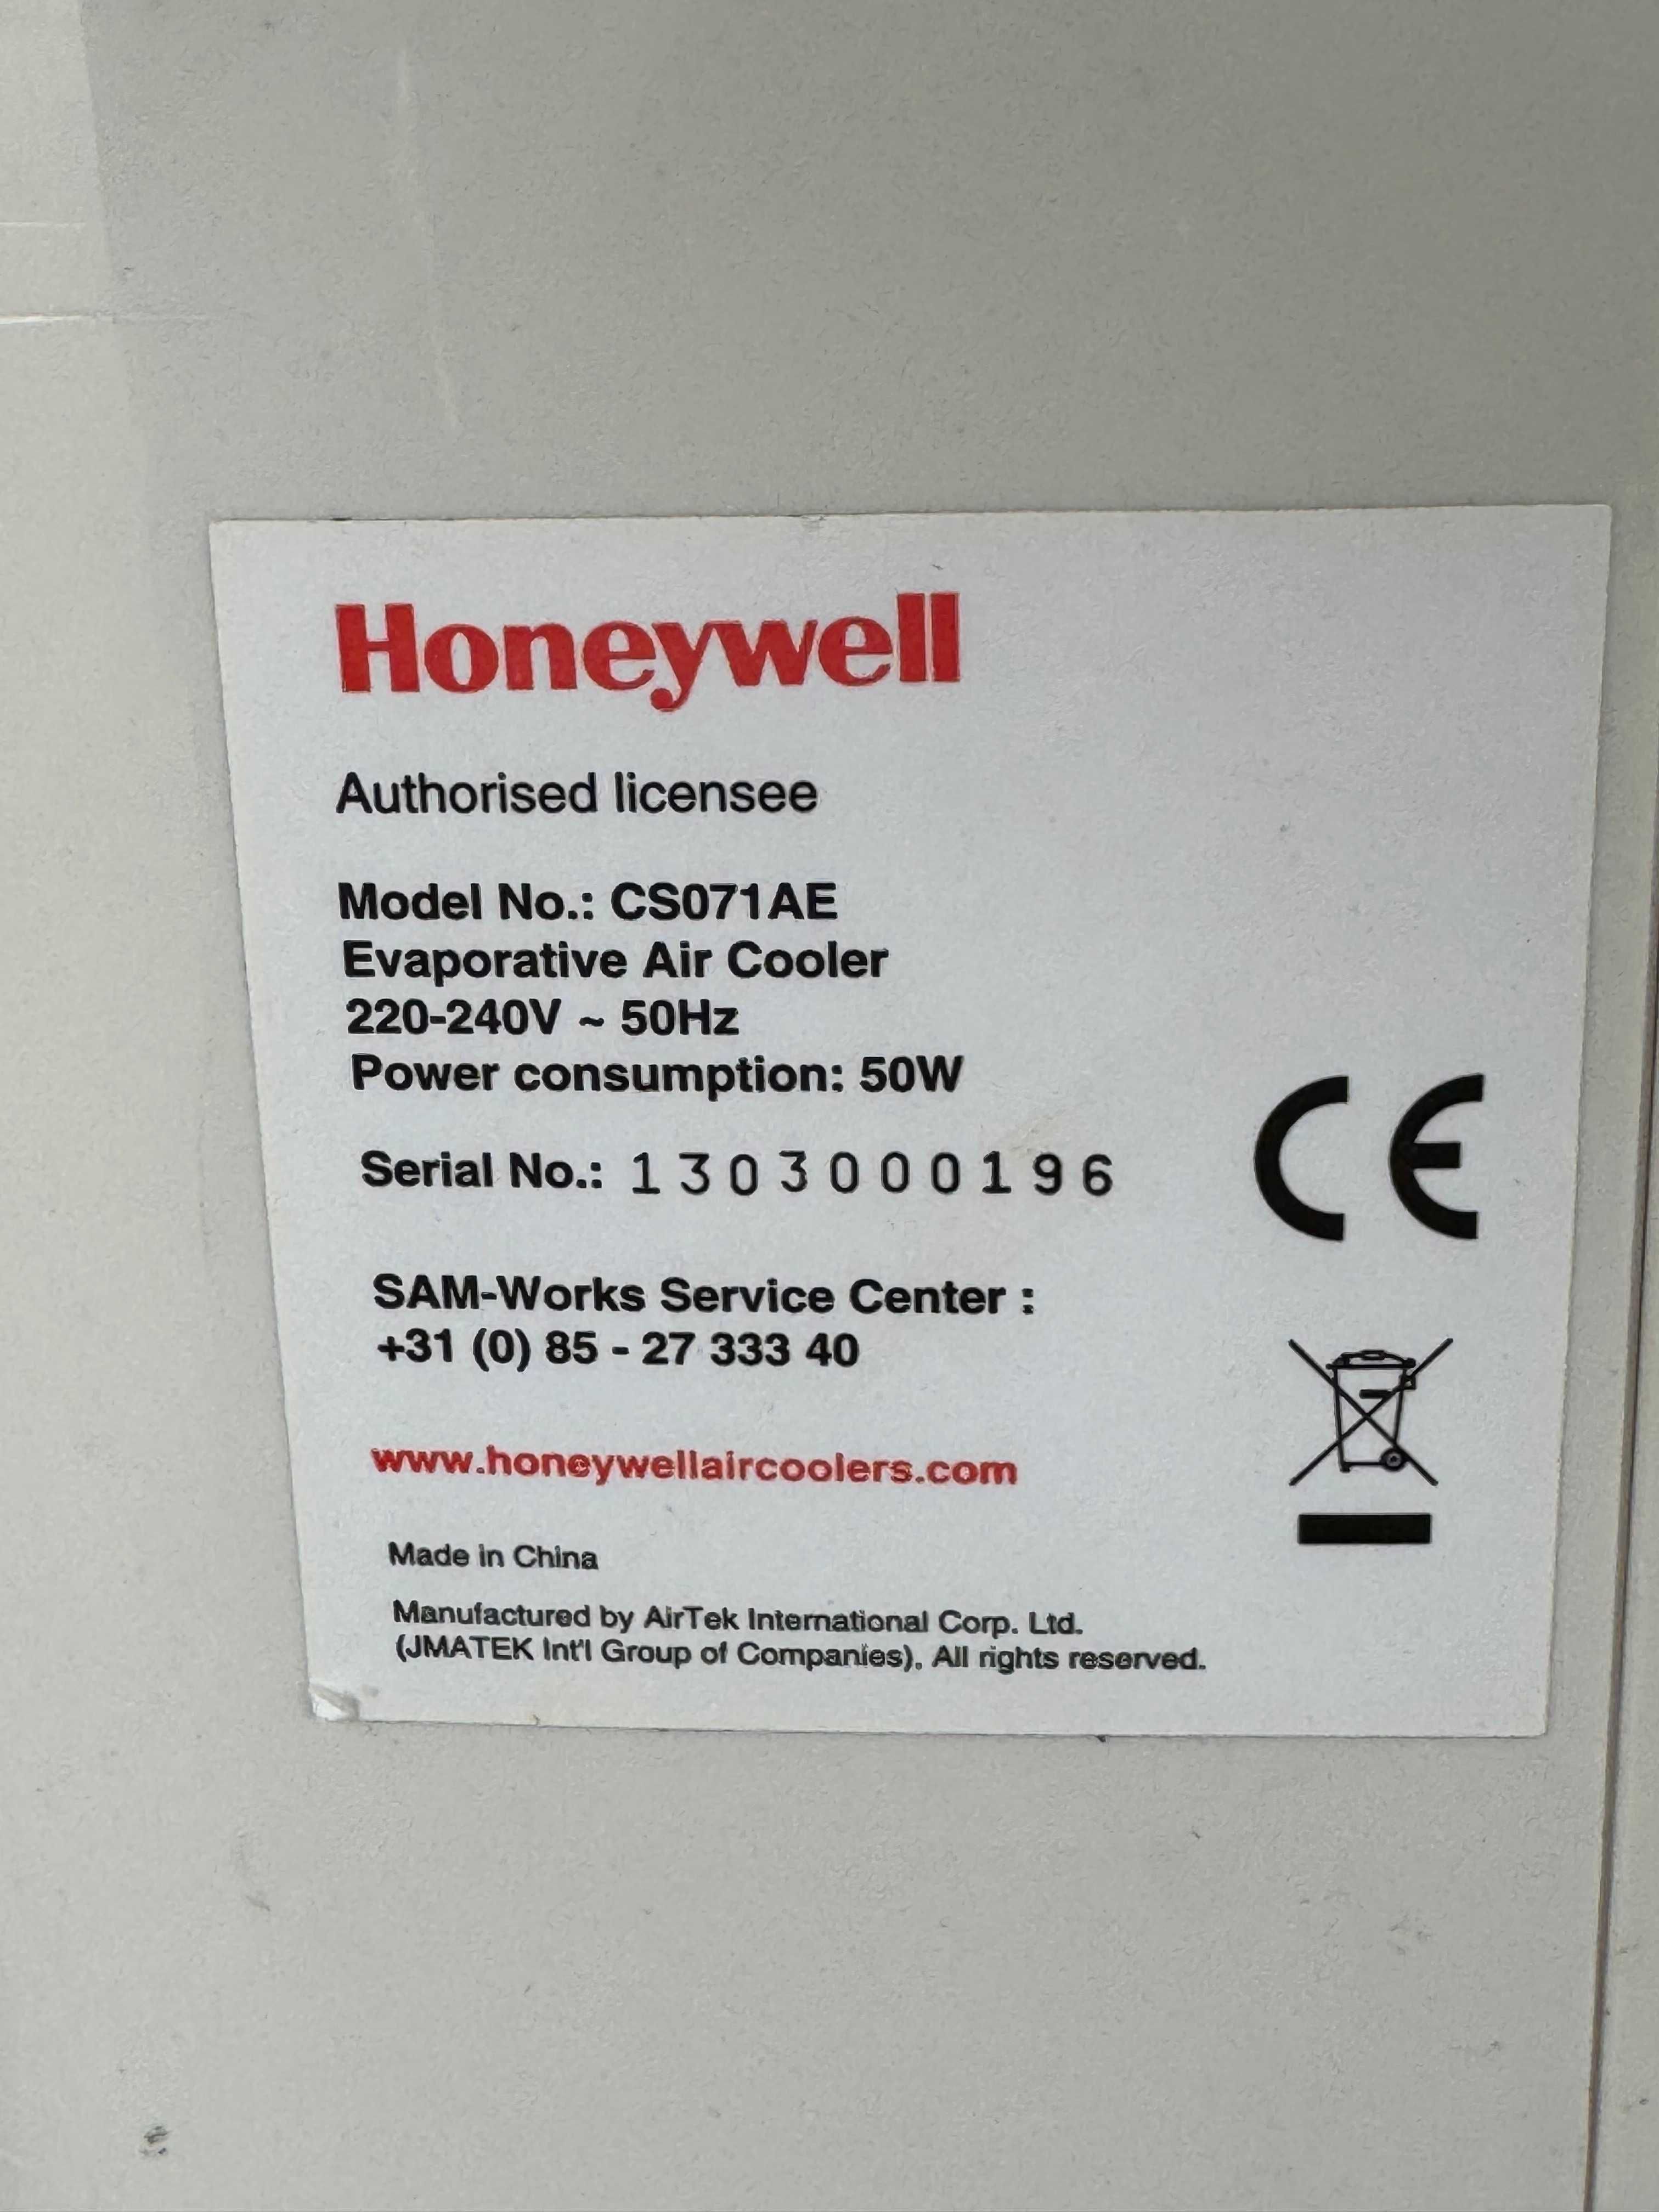 Honeywell
Authorised licensee
Model No.: CS071AE
Evaporative Air Cooler
220-240V ~ 50Hz
Power consumption: 50W
Serial No.: 1303000196
CE
SAM-Works Service Center :
+31 (0) 85 - 27 333 40
www.honeywellaircoolers.com
Made in China
Manufactured by AirTek International Corp. Ltd.
(JMATEK Int'l Group of Companies), All rights reserved.